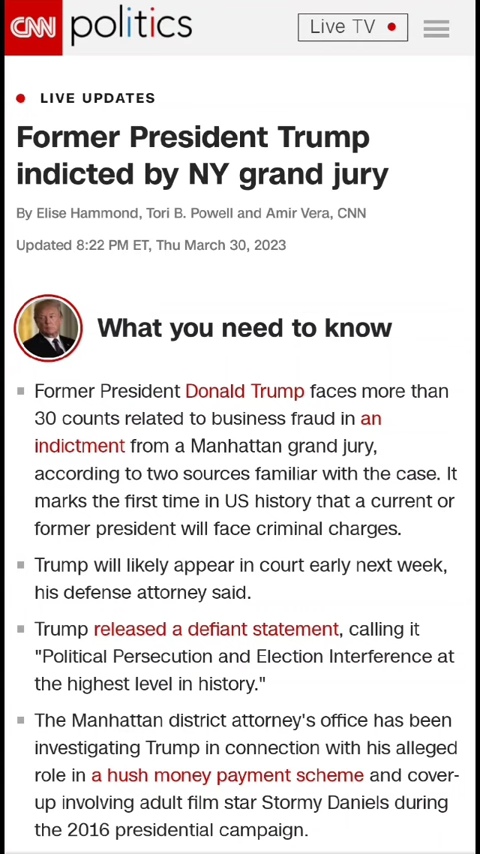 CNN politics
Live TV
LIVE UPDATES
Former President Trump
indicted by NY grand jury
By Elise Hammond, Tori B. Powell and Amir Vera, CNN
Updated 8:22 PM ET, Thu March 30, 2023
What you need to know
Former President Donald Trump faces more than
30 counts related to business fraud in an
indictment from a Manhattan grand jury,
according to two sources familiar with the case. It
marks the first time in US history that a current or
former president will face criminal charges.
Trump will likely appear in court early next week,
his defense attorney said.
Trump released a defiant statement, calling it
"Political Persecution and Election Interference at
the highest level in history."
The Manhattan district attorney's office has been
investigating Trump in connection with his alleged
role in a hush money payment scheme and cover-
up involving adult film star Stormy Daniels during
the 2016 presidential campaign.